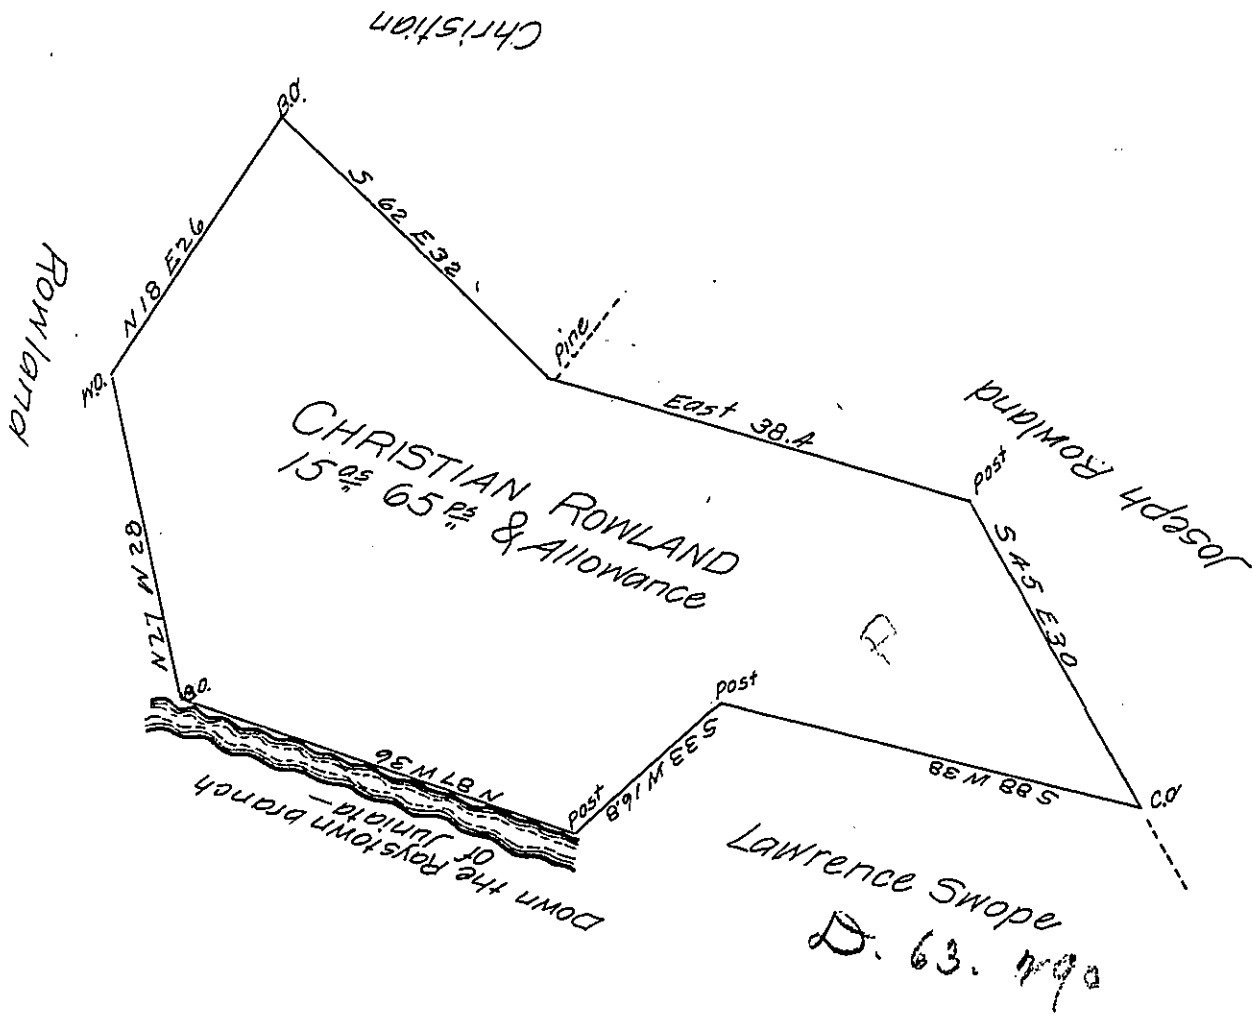 Christian
Rowland
B.O.
S 62 E 32
N 18 E 26
W.O.
Pine
East 38.4
Post
Joseph Rowland
CHRISTIAN ROWLAND
15 as 65 ps & Allowance
S 45 E 30
N 27 W 28
B.O.
N 87 W 36
Post
S 33 W 16.8
Post
S 88 W 38
C.O
Down the Raystown branch
of Juniata
Lawrence Swope
D. 63.